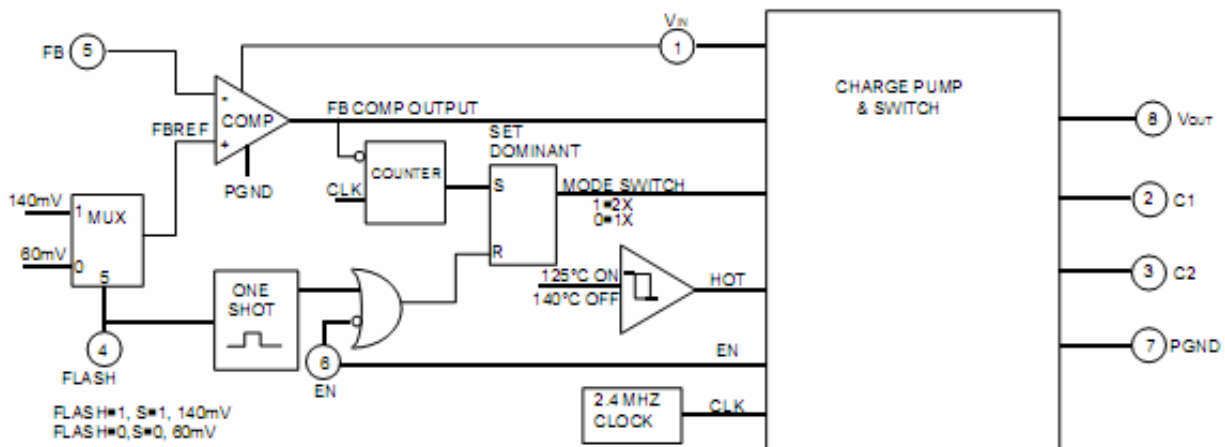 FB 5
VIN
1
CHARGE PUMP
& SWITCH
-
COMP
+
FBREF
FB COMP OUTPUT
SET
DOMINANT
8 VOUT
PGND
COUNTER
CLK
S
R
MODE SWITCH
1=2X
0=1X
2 C1
140mV
1 MUX
60mV
0
S
ONE
SHOT
125°C ON
140°C OFF
HOT
3 C2
4
FLASH
6
EN
EN
7 PGND
2.4 MHZ
CLOCK
CLK
FLASH=1, S=1, 140mV
FLASH=0,S=0, 60mV